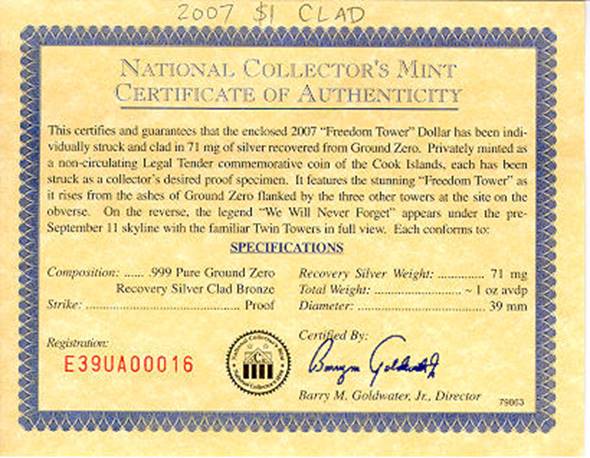 2007 $1 CLAD
NATIONAL COLLECTOR'S MINT
CERTIFICATE OF AUTHENTICITY
This certifies and guarantees that the enclosed 2007 "Freedom Tower" Dollar has been indi-
vidually struck and clad in 71 mg of silver recovered from Ground Zero. Privately minted as
a non-circulating Legal Tender commemorative coin of the Cook Islands, each has been
struck as a collector's desired proof specimen. It features the stunning "Freedom Tower" as
it rises from the ashes of Ground Zero flanked by the three other towers at the site on the
obverse. On the reverse, the legend "We Will Never Forget" appears under the pre-
September 11 skyline with the familiar Twin Towers in full view. Each conforms to:
SPECIFICATIONS
Composition: ...... .999 Pure Ground Zero
Recovery Silver Clad Bronze
Strike: ................................................ Proof
Recovery Silver Weight: .............. 71 mg
Total Weight: .......................... ~ 1 oz avdp
Diameter: ..................................... 39 mm
Registration:
E39UA00016
Certified By:
Barry M. Goldwater, Jr., Director
79063